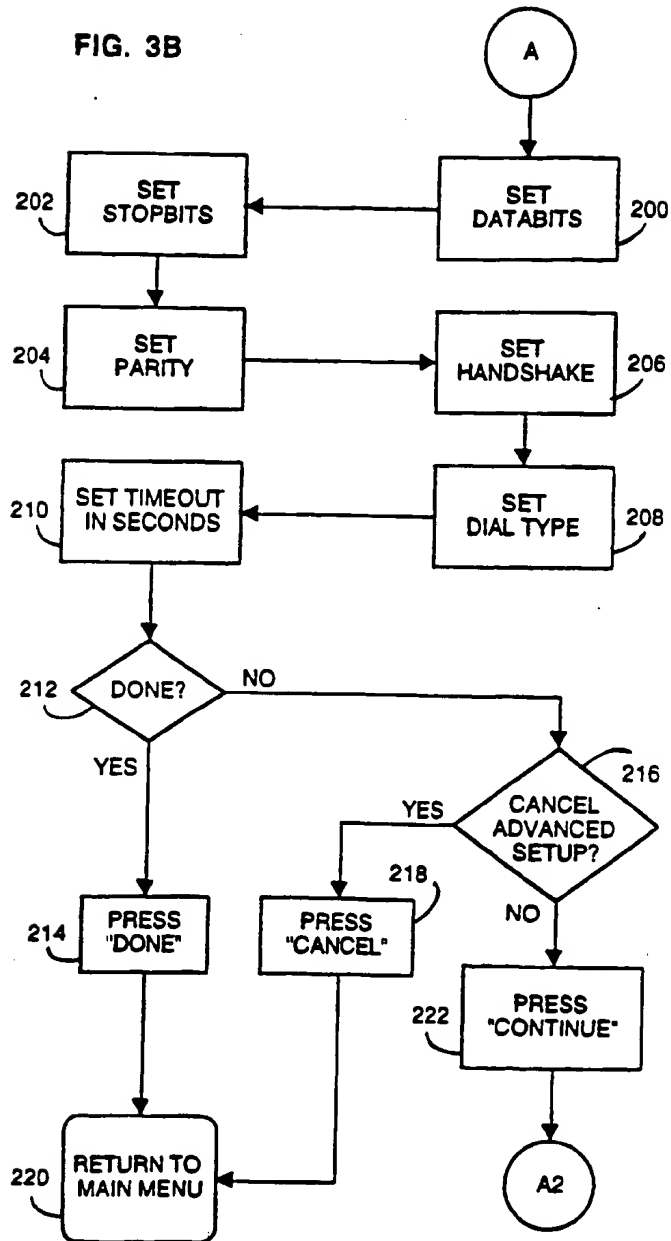 FIG. 3B
A
202
SET
STOPBITS
SET
DATABITS
200
204
SET
PARITY
SET
HANDSHAKE
206
210
SET TIMEOUT
IN SECONDS
SET
DIAL TYPE
208
212
DONE?
NO
YES
216
CANCEL
ADVANCED
SETUP?
YES
NO
214
PRESS
"DONE"
218
PRESS
"CANCEL"
222
PRESS
"CONTINUE"
220
RETURN TO
MAIN MENU
A2